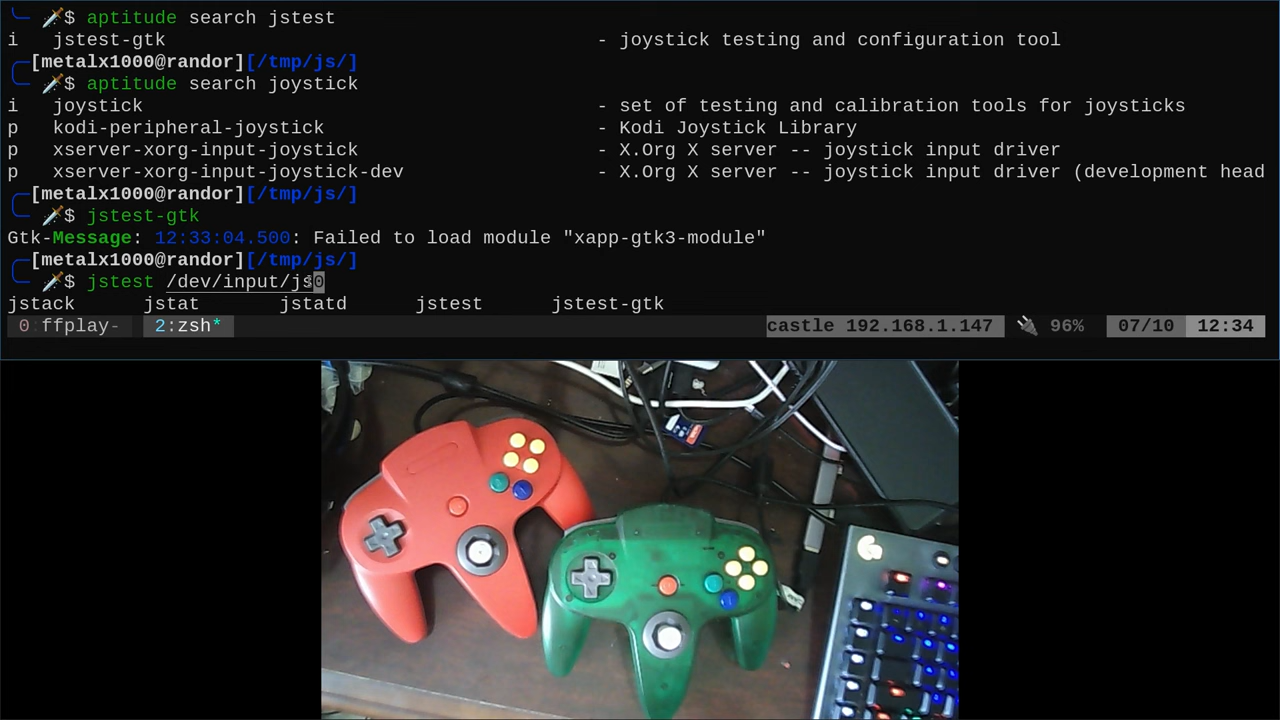 $ aptitude search jstest
i   jstest-gtk                                      - joystick testing and configuration tool
[metalx1000@randor][/tmp/js/]
$ aptitude search joystick
i   joystick                                        - set of testing and calibration tools for joysticks
p   kodi-peripheral-joystick                        - Kodi Joystick Library
p   xserver-xorg-input-joystick                     - X.Org X server -- joystick input driver
p   xserver-xorg-input-joystick-dev                 - X.Org X server -- joystick input driver (development head
[metalx1000@randor][/tmp/js/]
$ jstest-gtk
Gtk-Message: 12:33:04.500: Failed to load module "xapp-gtk3-module"
[metalx1000@randor][/tmp/js/]
$ jstest /dev/input/js0
jstack      jstat       jstatd      jstest      jstest-gtk
0:ffplay-  2:zsh*  castle 192.168.1.147  96%  07/10 12:34